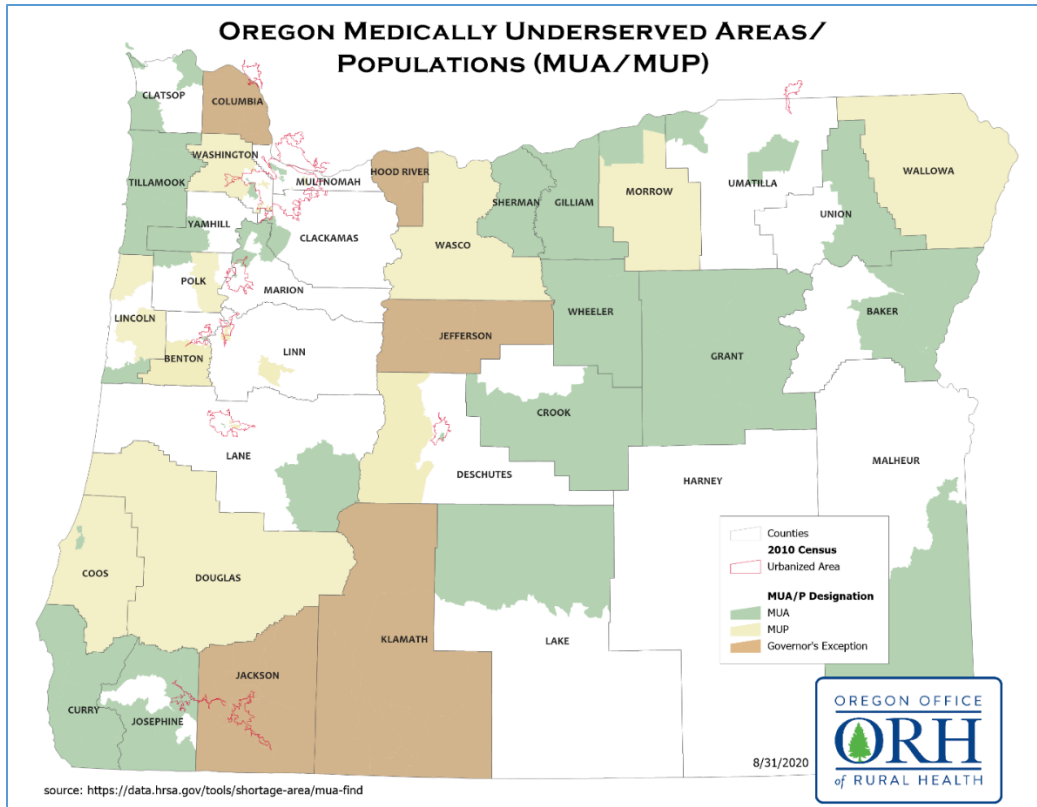 OREGON MEDICALLY UNDERSERVED AREAS/
POPULATIONS (MUA/MUP)
CLATSOP
COLUMBIA
WASHINGTON
TILLAMOOK
MULTNOMAH
HOOD RIVER
SHERMAN
GILLIAM
MORROW
UMATILLA
WALLOWA
UNION
YAMHILL
CLACKAMAS
WASCO
POLK
MARION
LINCOLN
BENTON
LINN
JEFFERSON
WHEELER
GRANT
BAKER
CROOK
LANE
DESCHUTES
HARNEY
MALHEUR
COOS
DOUGLAS
KLAMATH
LAKE
JACKSON
CURRY
JOSEPHINE
Counties
2010 Census
Urbanized Area
MUA/P Designation
MUA
MUP
Governor's Exception
8/31/2020
OREGON OFFICE
ORH
of RURAL HEALTH
source: https://data.hrsa.gov/tools/shortage-area/mua-find